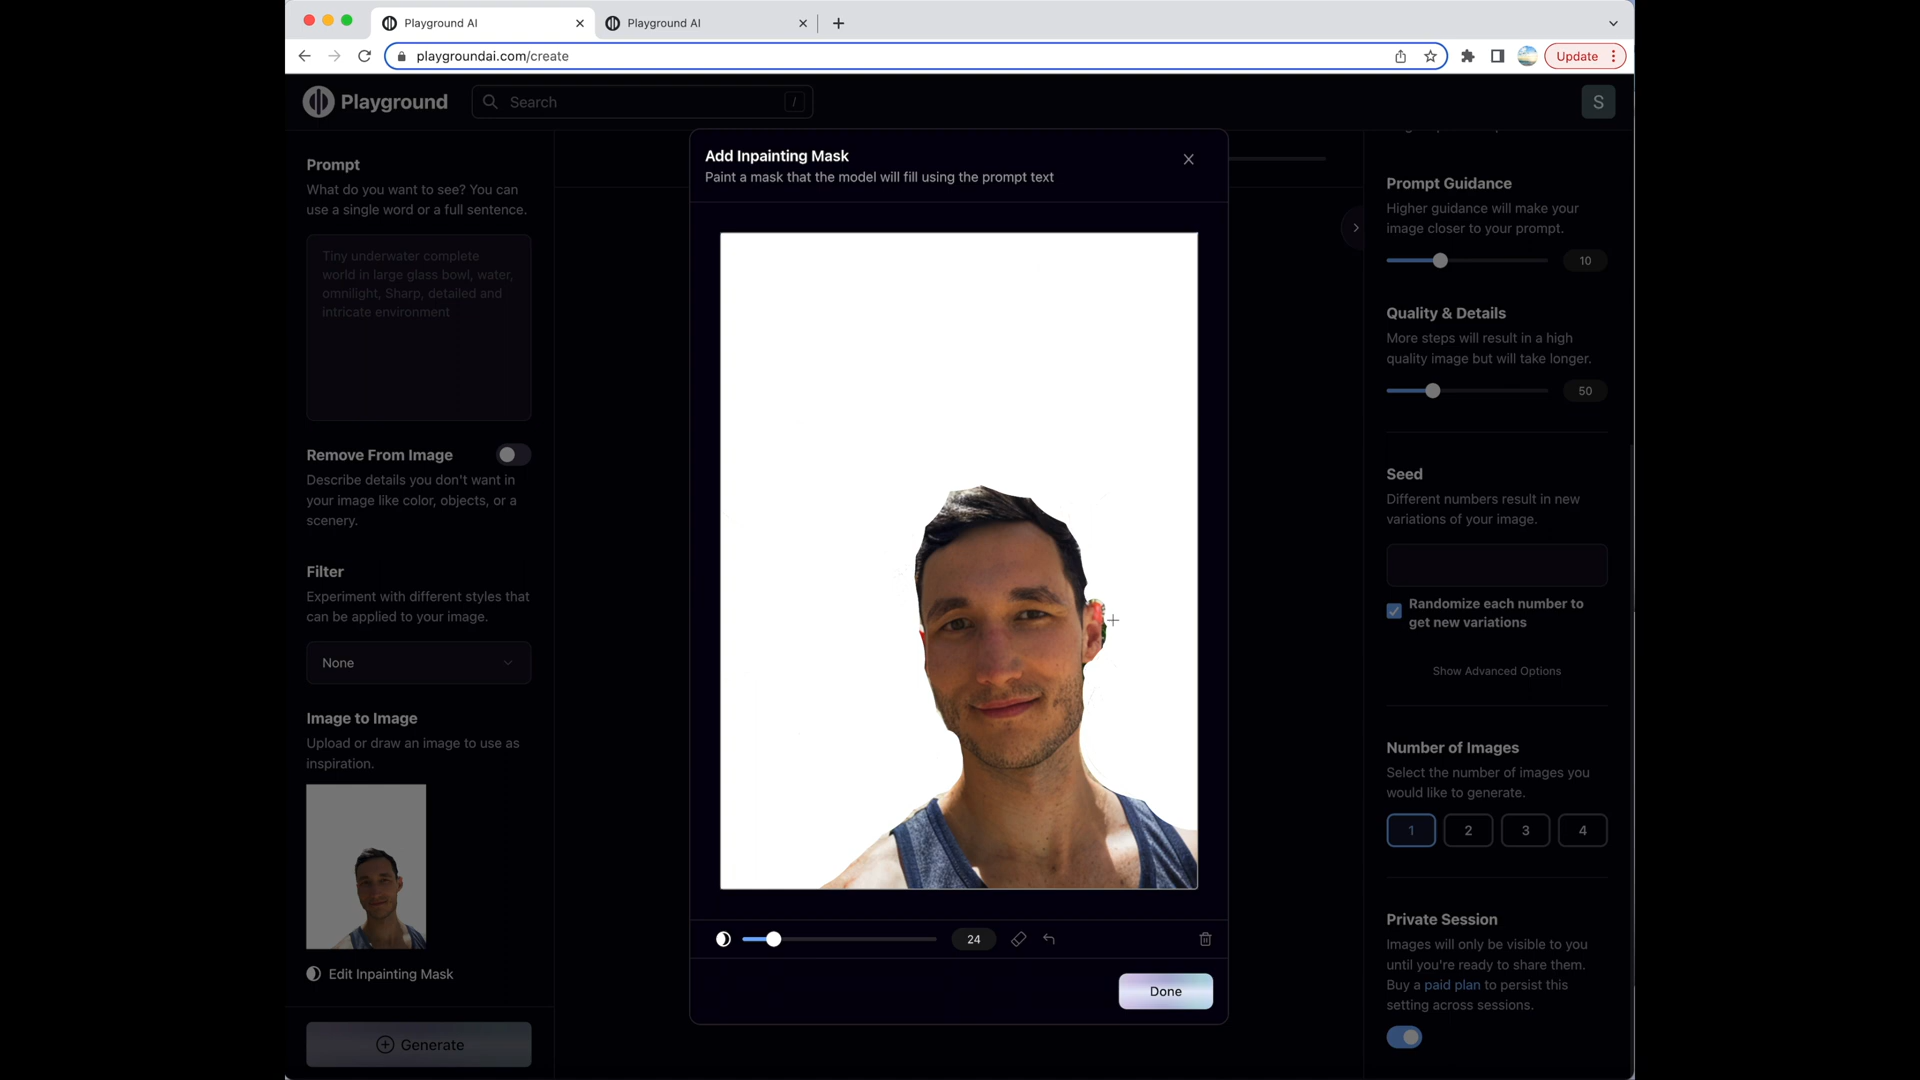 Playground AI
Playground AI
playgroundai.com/create
Update
Playground
Search
/
S
Prompt
What do you want to see? You can
use a single word or a full sentence.
Tiny underwater complete
world in large glass bowl, water,
omnilight, Sharp, detailed and
intricate environment
Remove From Image
Describe details you don't want in
your image like color, objects, or a
scenery.
Filter
Experiment with different styles that
can be applied to your image.
None
Image to Image
Upload or draw an image to use as
inspiration.
Edit Inpainting Mask
Generate
Add Inpainting Mask
Paint a mask that the model will fill using the prompt text
24
Done
Prompt Guidance
Higher guidance will make your
image closer to your prompt.
10
Quality & Details
More steps will result in a high
quality image but will take longer.
50
Seed
Different numbers result in new
variations of your image.
Randomize each number to
get new variations
Show Advanced Options
Number of Images
Select the number of images you
would like to generate.
1 2 3 4
Private Session
Images will only be visible to you
until you're ready to share them.
Buy a paid plan to persist this
setting across sessions.